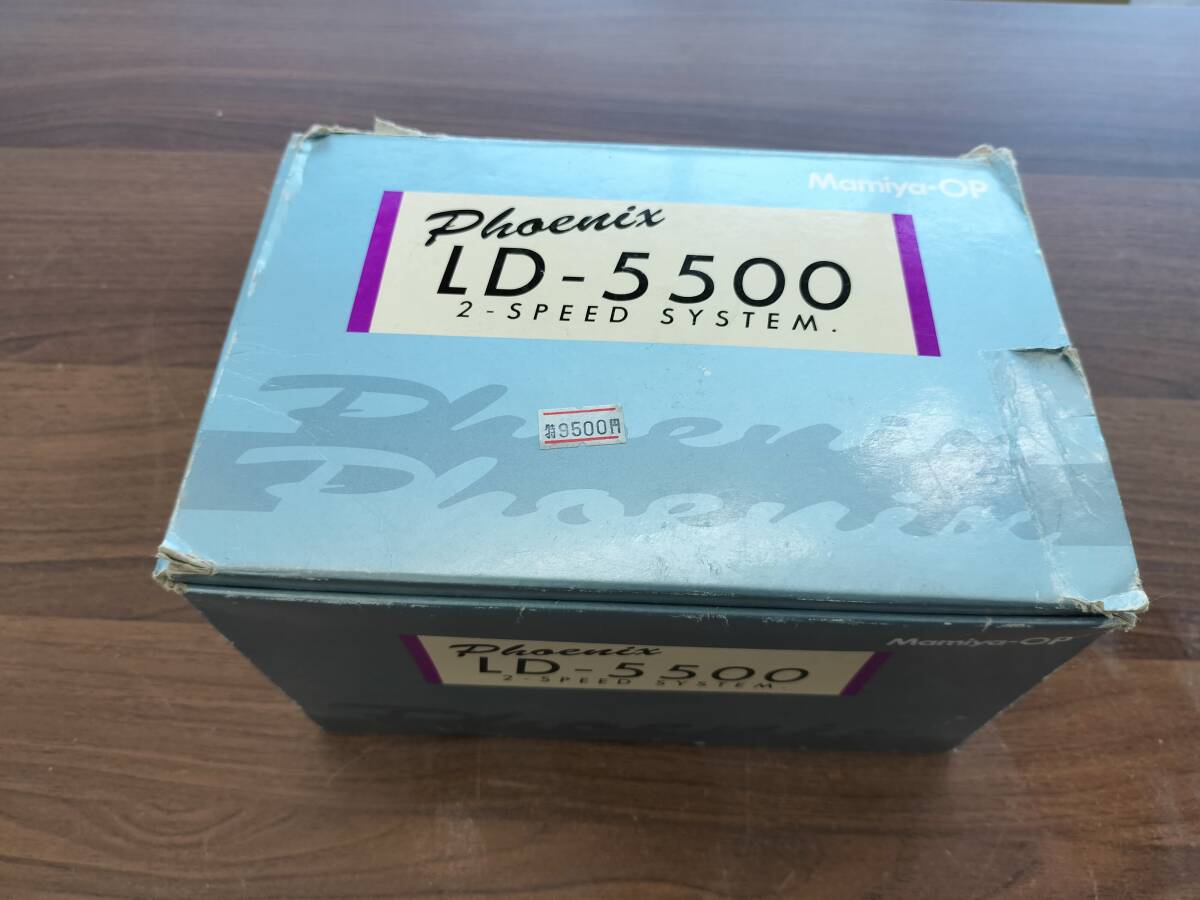 Mamiya-OP
Phoenix
LD-5500
2-SPEED SYSTEM.
特9500円
Phoenix
Phoenix
Mamiya-OP
Phoenix
LD-5500
2-SPEED SYSTEM.